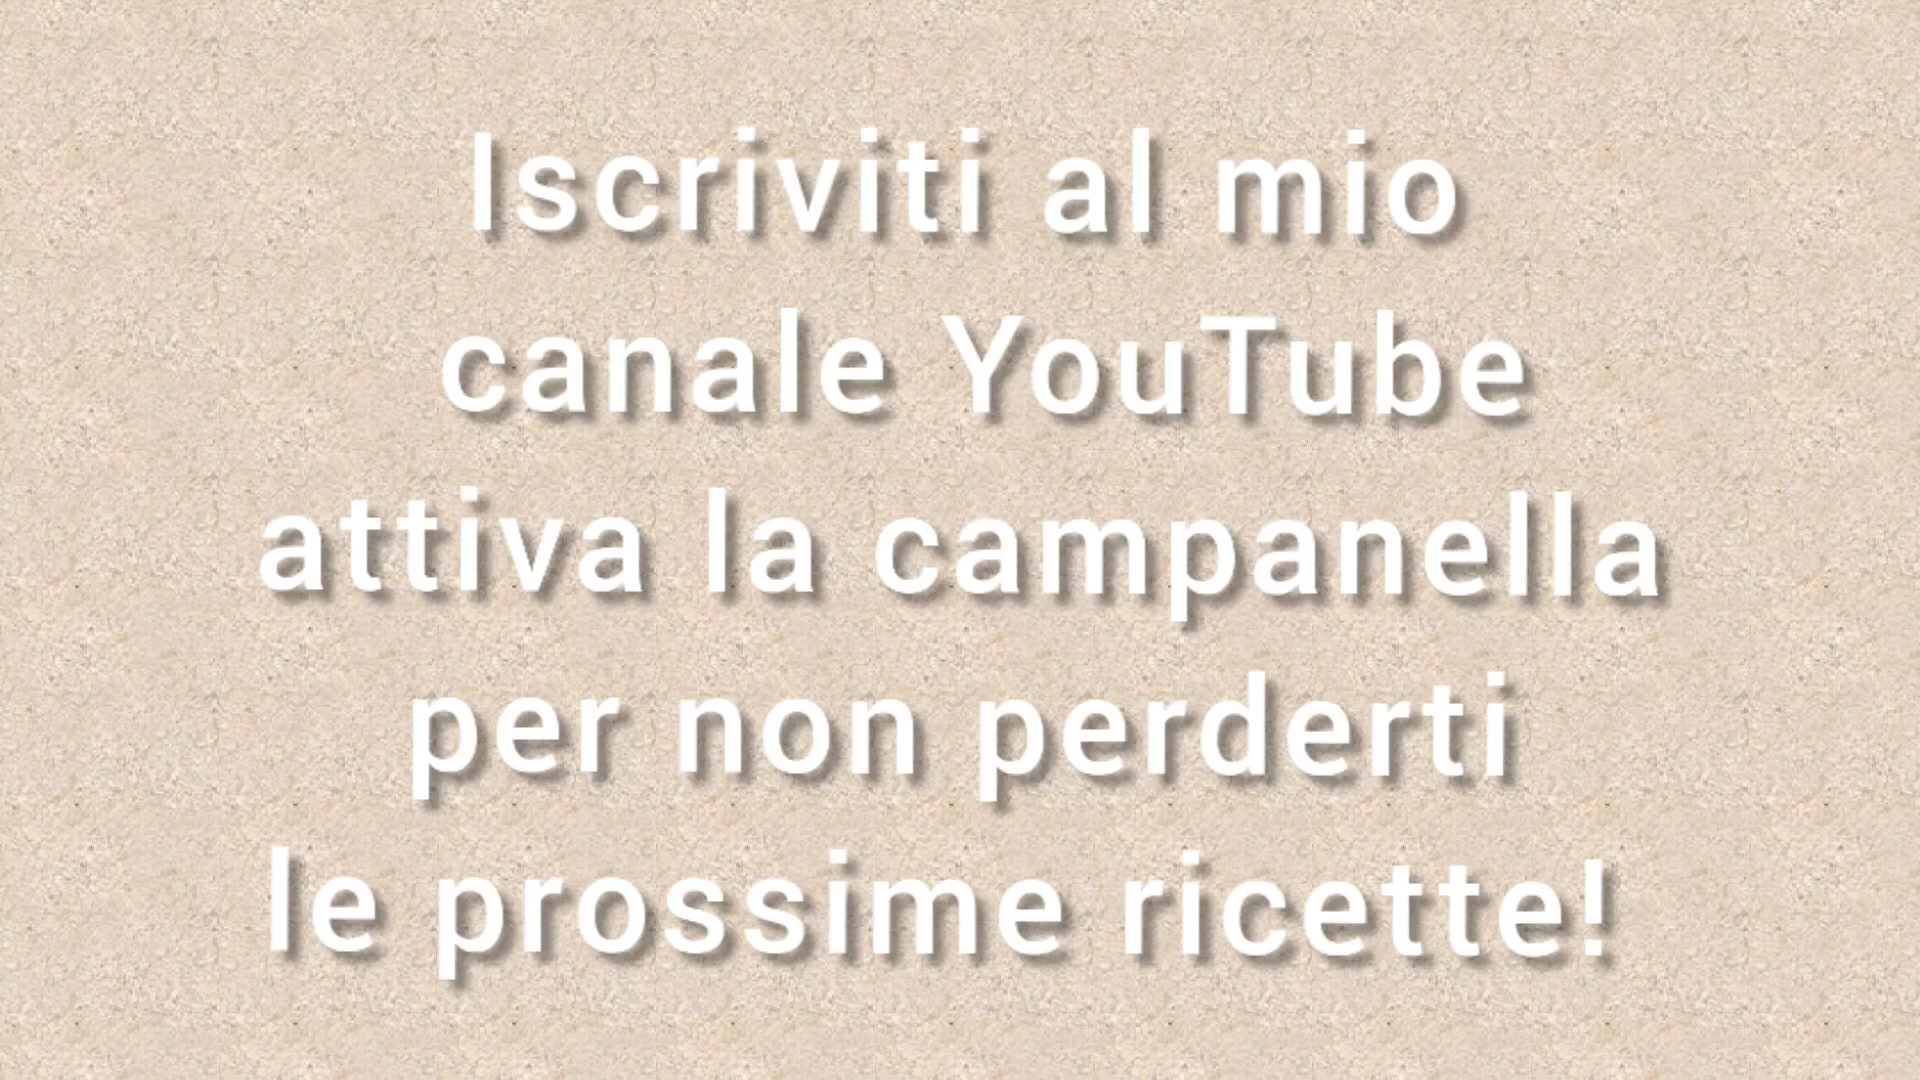 Iscriviti al mio
canale YouTube
attiva la campanella
per non perderti
le prossime ricette!